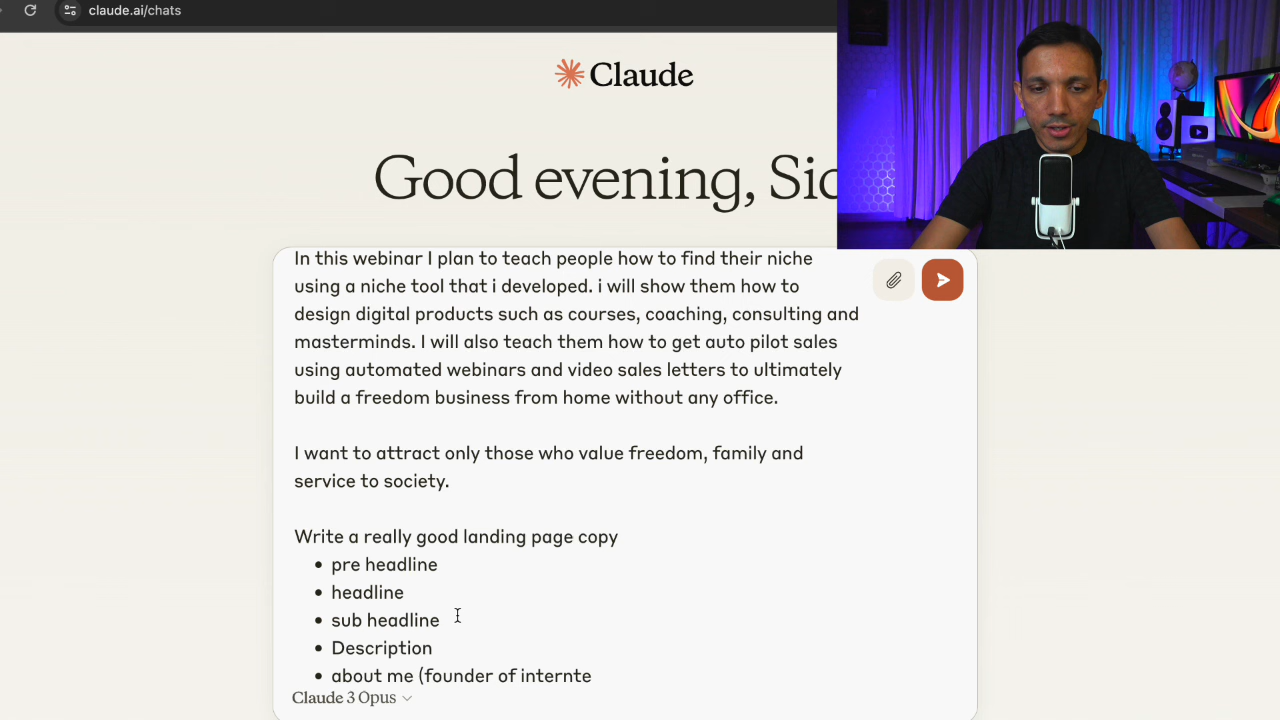 claude.ai/chats
Claude
Good evening, Sid
In this webinar I plan to teach people how to find their niche
using a niche tool that i developed. i will show them how to
design digital products such as courses, coaching, consulting and
masterminds. I will also teach them how to get auto pilot sales
using automated webinars and video sales letters to ultimately
build a freedom business from home without any office.
I want to attract only those who value freedom, family and
service to society.
Write a really good landing page copy
• pre headline
• headline
• sub headline
• Description
• about me (founder of internte
Claude 3 Opus